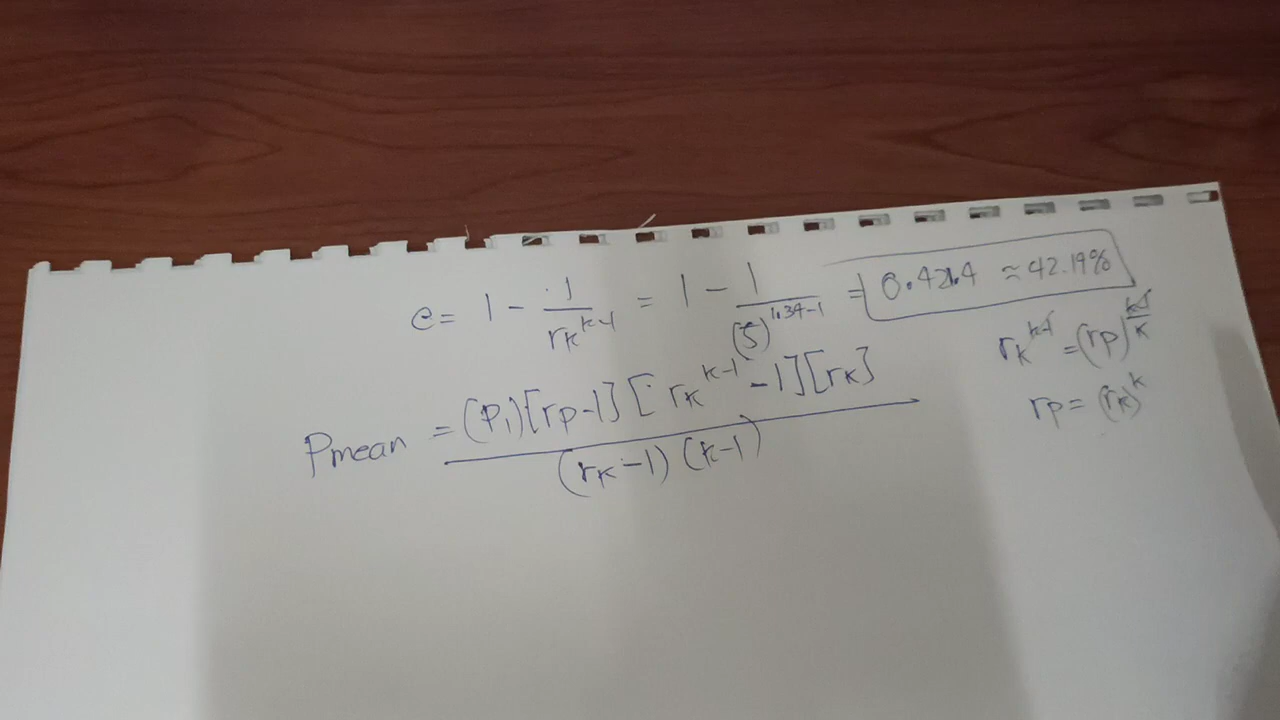 e = 1 - 1/rk^(k-1) = 1 - 1/(5)^(1.34-1) = 0.4214 ≈ 42.19%
rk^(k-1) = (rp)^((k-1)/k)
rp = (rk)^k
Pmean = (P1)[rp-1][rk^(k-1) -1][rk] / (rk-1)(k-1)